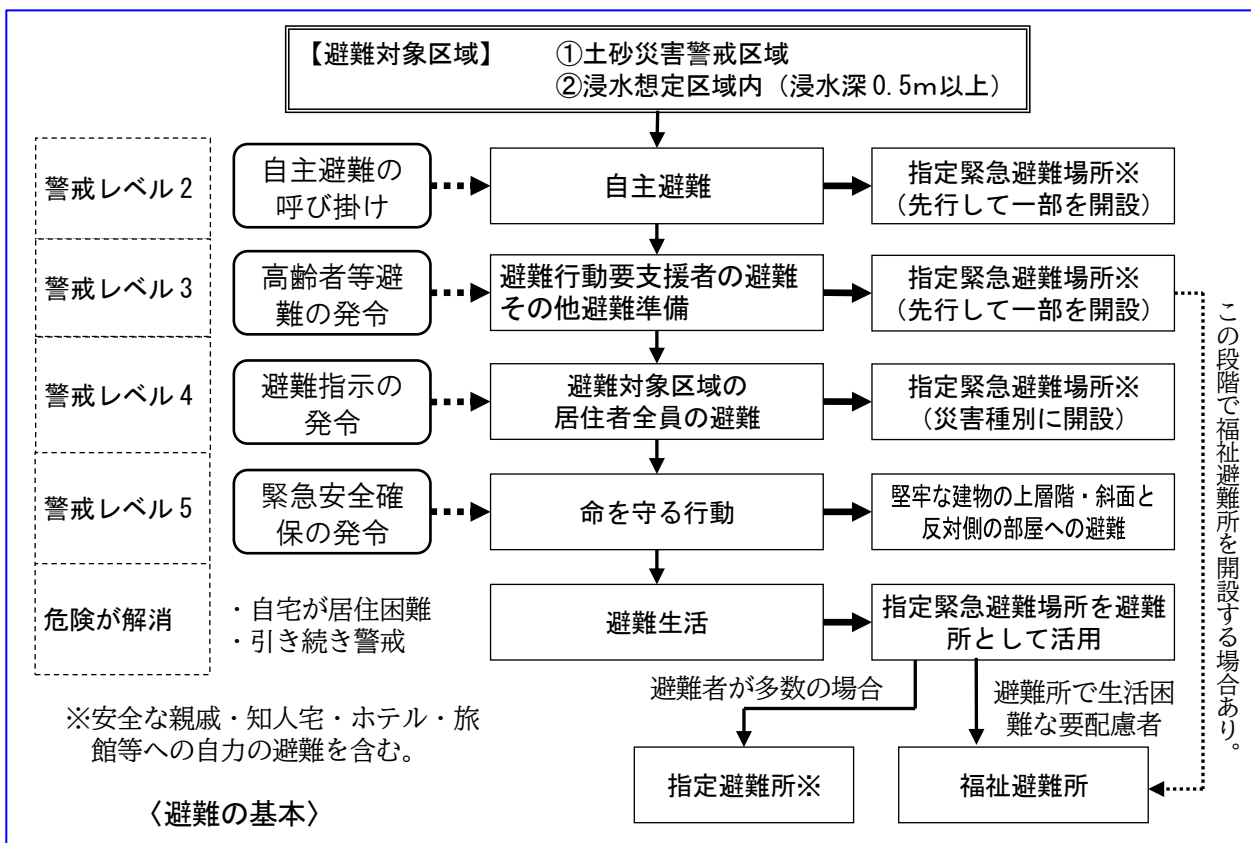 【避難対象区域】 ①土砂災害警戒区域
②浸水想定区域内（浸水深0.5m以上）
警戒レベル2
自主避難の
呼び掛け
自主避難
指定緊急避難場所※
（先行して一部を開設）
警戒レベル3
高齢者等避
難の発令
避難行動要支援者の避難
その他避難準備
指定緊急避難場所※
（先行して一部を開設）
警戒レベル4
避難指示の
発令
避難対象区域の
居住者全員の避難
指定緊急避難場所※
（災害種別に開設）
警戒レベル5
緊急安全確
保の発令
命を守る行動
堅牢な建物の上層階・斜面と
反対側の部屋への避難
危険が解消
・自宅が居住困難
・引き続き警戒
避難生活
指定緊急避難場所を避難
所として活用
この段階で福祉避難所を開設する場合あり。
避難者が多数の場合
避難所で生活困
難な要配慮者
※安全な親戚・知人宅・ホテル・旅
館等への自力の避難を含む。
指定避難所※
福祉避難所
〈避難の基本〉